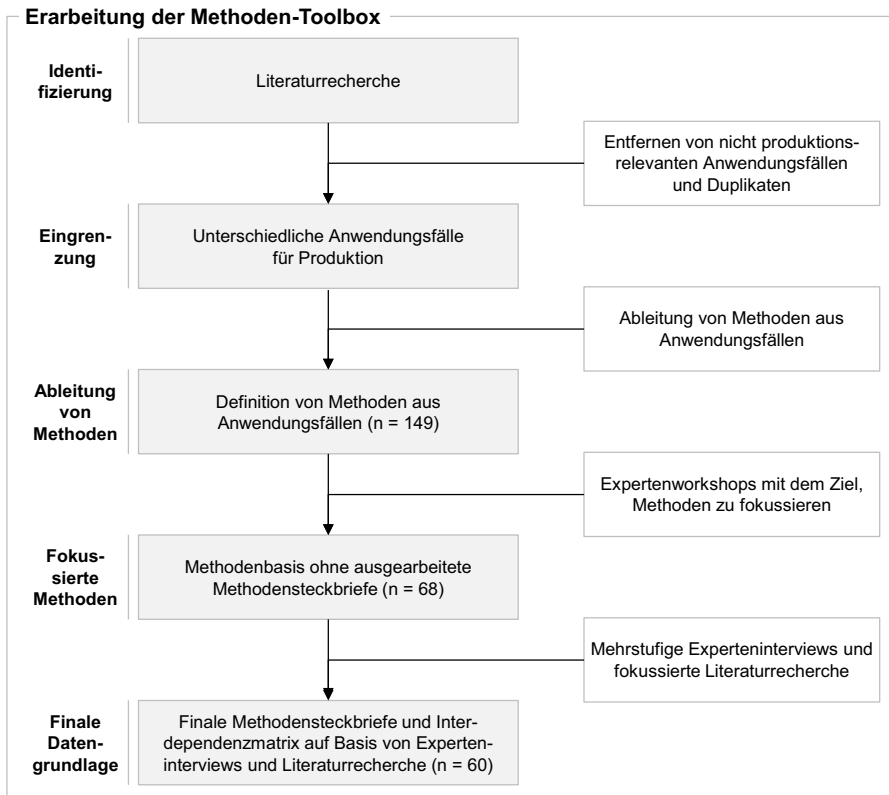 Erarbeitung der Methoden-Toolbox
Identi-
fizierung
Literaturrecherche
Entfernen von nicht produktions-
relevanten Anwendungsfällen
und Duplikaten
Eingren-
zung
Unterschiedliche Anwendungsfälle
für Produktion
Ableitung von Methoden aus
Anwendungsfällen
Ableitung
von
Methoden
Definition von Methoden aus
Anwendungsfällen (n = 149)
Expertenworkshops mit dem Ziel,
Methoden zu fokussieren
Fokus-
sierte
Methoden
Methodenbasis ohne ausgearbeitete
Methodensteckbriefe (n = 68)
Mehrstufige Experteninterviews und
fokussierte Literaturrecherche
Finale
Daten-
grundlage
Finale Methodensteckbriefe und Inter-
dependenzmatrix auf Basis von Experten-
interviews und Literaturrecherche (n = 60)